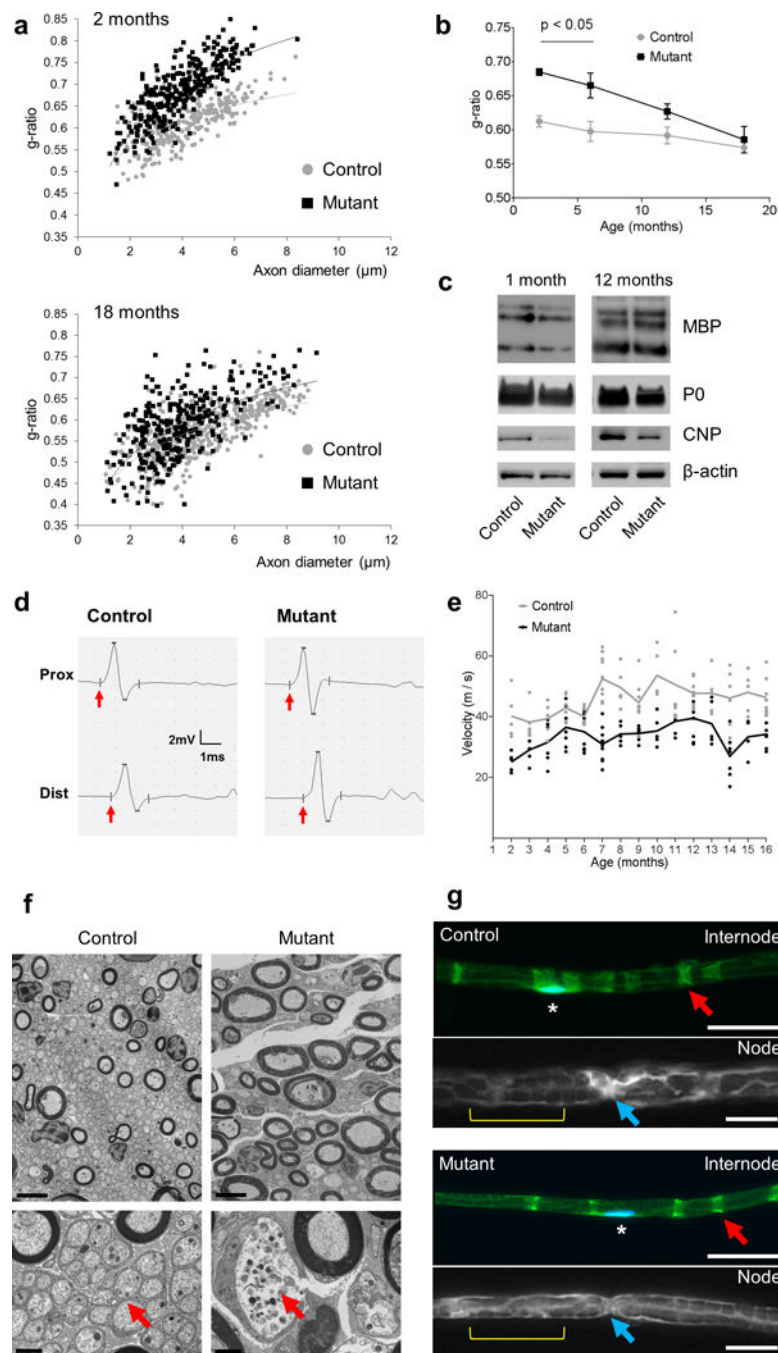 a
2 months
0.85
0.8
0.75
0.7
0.65
0.6
0.55
0.5
0.45
0.4
0.35
g-ratio
Control
Mutant
0 2 4 6 8 10 12
Axon diameter (µm)
18 months
0.85
0.8
0.75
0.7
0.65
0.6
0.55
0.5
0.45
0.4
0.35
g-ratio
Control
Mutant
0 2 4 6 8 10 12
Axon diameter (µm)
b
p < 0.05
Control
Mutant
0.80
0.75
0.70
0.65
0.60
0.55
0.50
g-ratio
0 5 10 15 20
Age (months)
c
1 month 12 months
MBP
P0
CNP
β-actin
Control Mutant Control Mutant
d
Control Mutant
Prox
2mV
1ms
Dist
e
80
60
40
20
Velocity (m / s)
Control
Mutant
1 2 3 4 5 6 7 8 9 10 11 12 13 14 15 16
Age (months)
f
Control Mutant
g
Control Internode
*
Node
Mutant Internode
*
Node